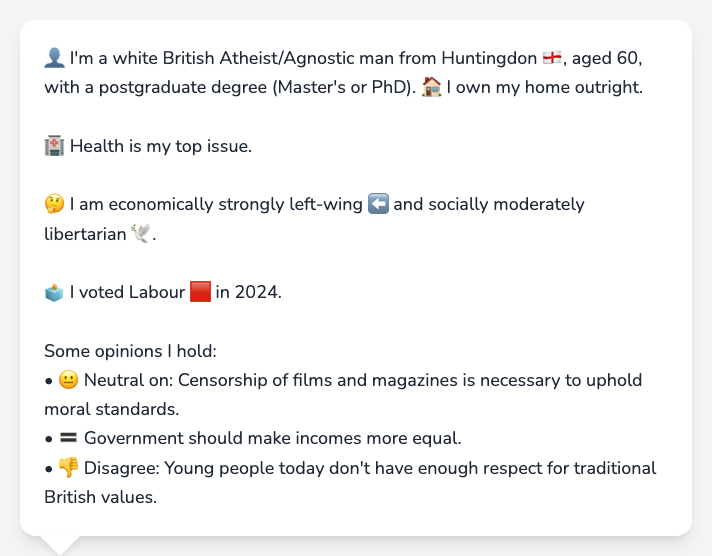 👤 I'm a white British Atheist/Agnostic man from Huntingdon 🏴󠁧󠁢󠁥󠁮󠁧󠁿, aged 60,
with a postgraduate degree (Master's or PhD). 🏠 I own my home outright.
🏥 Health is my top issue.
🤔 I am economically strongly left-wing ⬅️ and socially moderately
libertarian 🕊️.
🗳️ I voted Labour 🟥 in 2024.
Some opinions I hold:
• 😐 Neutral on: Censorship of films and magazines is necessary to uphold
moral standards.
• 🟰 Government should make incomes more equal.
• 👎 Disagree: Young people today don't have enough respect for traditional
British values.